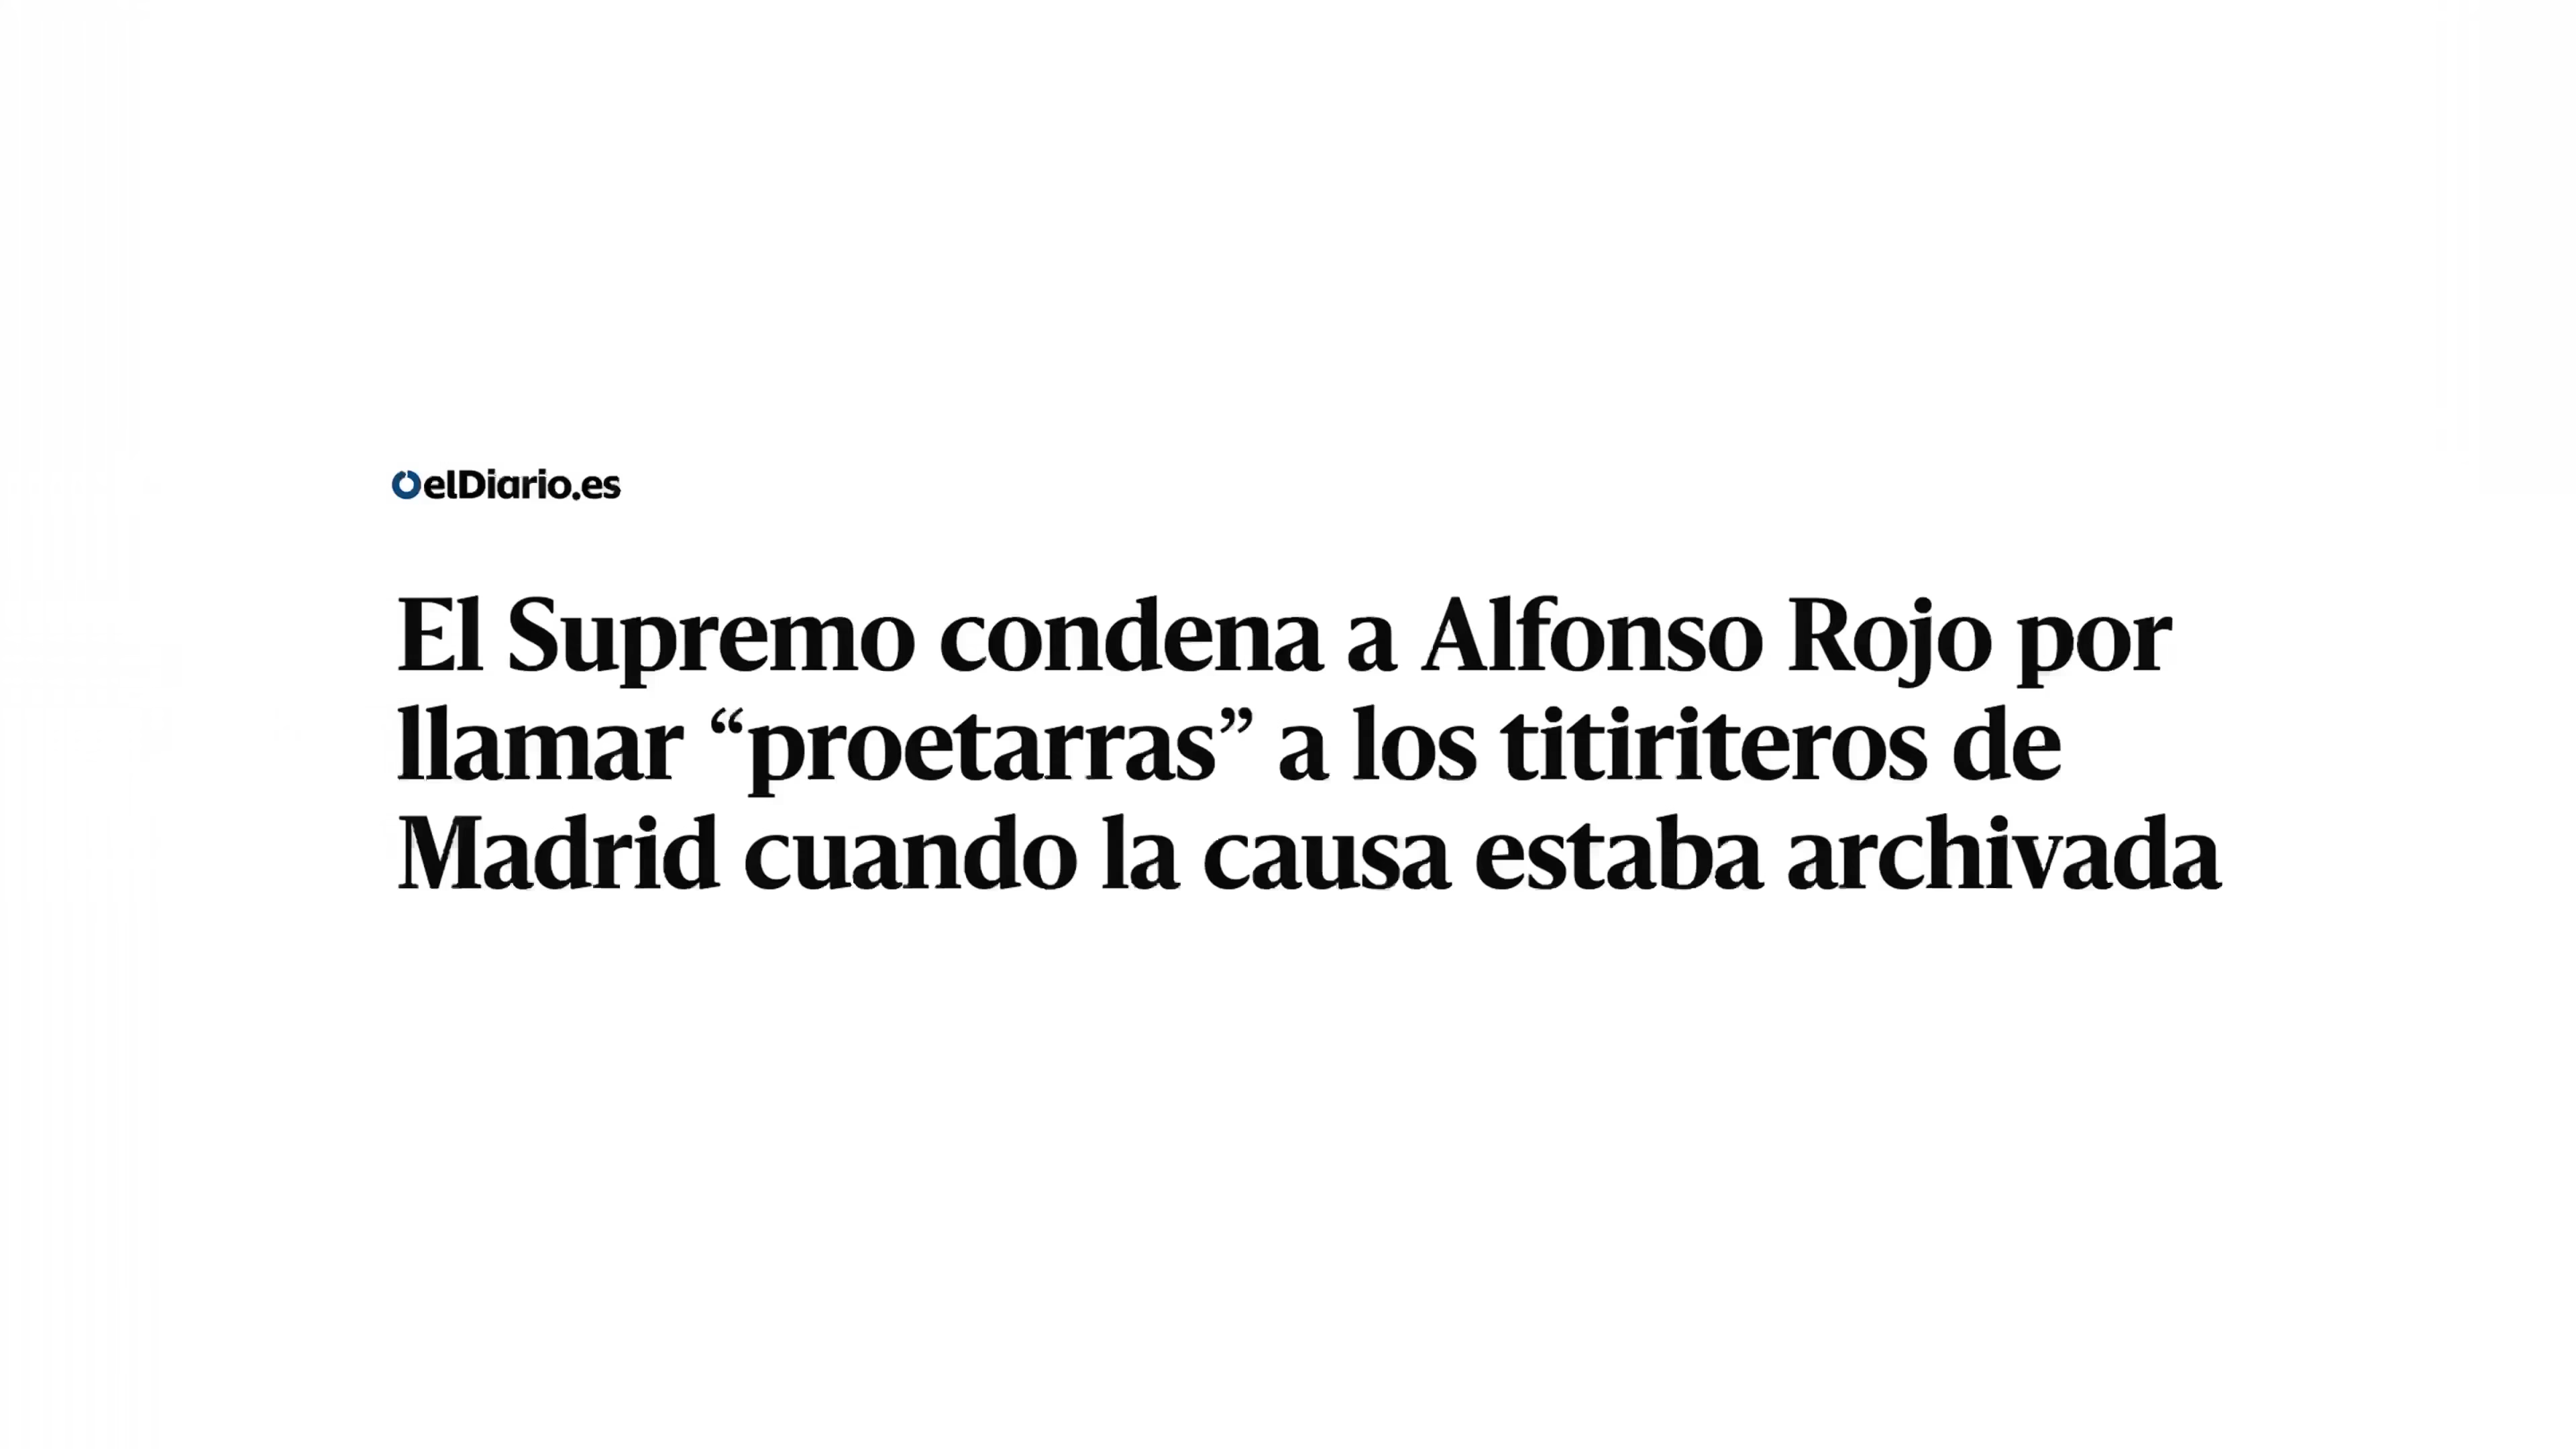 elDiario.es
El Supremo condena a Alfonso Rojo por
llamar “proetarras” a los titiriteros de
Madrid cuando la causa estaba archivada